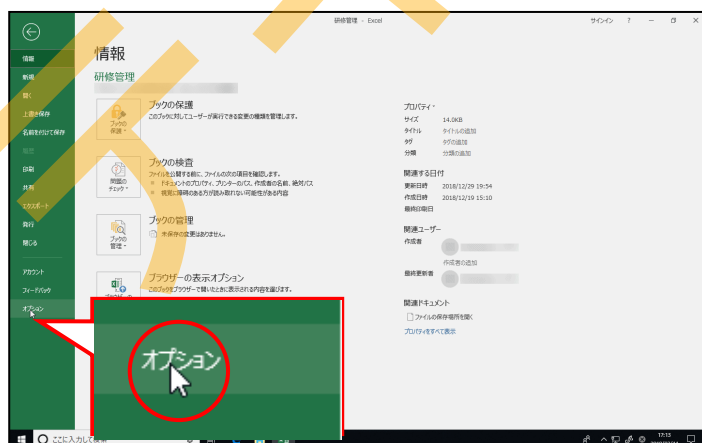 研修管理 - Excel
サインイン ? － ロ ×
情報
新規
開く
上書き保存
名前を付けて保存
履歴
印刷
共有
エクスポート
発行
閉じる
アカウント
フィードバック
オプション
情報
研修管理
ブックの保護
ブックの保護
このブックに対してユーザーが実行できる変更の種類を管理します。
問題のチェック
ブックの検査
ファイルを公開する前に、ファイルの次の項目を確認します。
ドキュメントのプロパティ、プリンターのパス、作成者の名前、絶対パス
視覚に障碍のある方が読み取れない可能性がある内容
ブックの管理
ブックの管理
未保存の変更はありません。
ブラウザーの表示オプション
このブックをブラウザーで開いたときに表示される内容を選びます。
ブラウザーの
オプション
プロパティ
サイズ 14.0KB
タイトル タイトルの追加
タグ タグの追加
分類 分類の追加
関連する日付
更新日時 2018/12/29 19:54
作成日時 2018/12/19 15:10
最終印刷日
関連ユーザー
作成者
作成者の追加
最終更新者
関連ドキュメント
ファイルの保存場所を開く
プロパティをすべて表示
ここに入力して検索
17:13